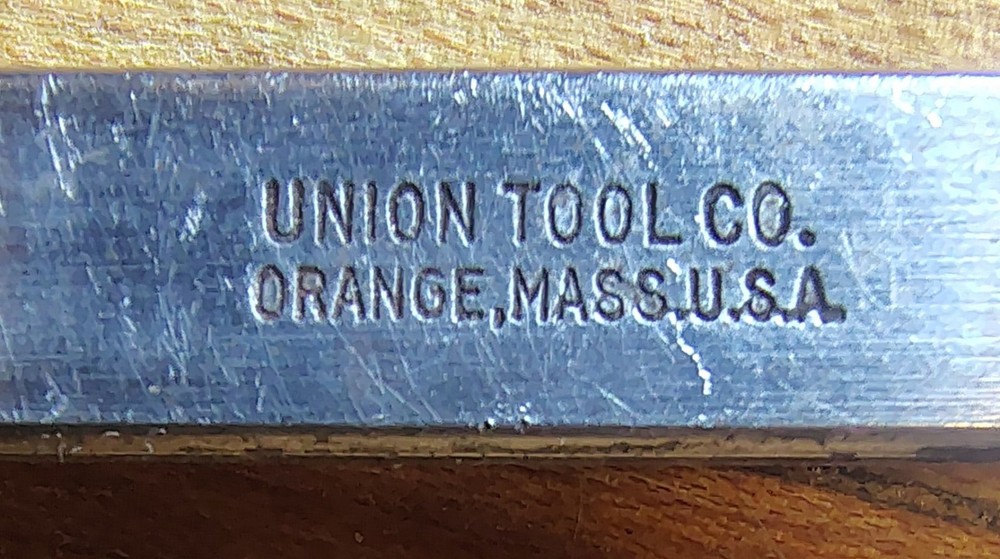 UNION TOOL CO.
ORANGE, MASS.U.S.A.